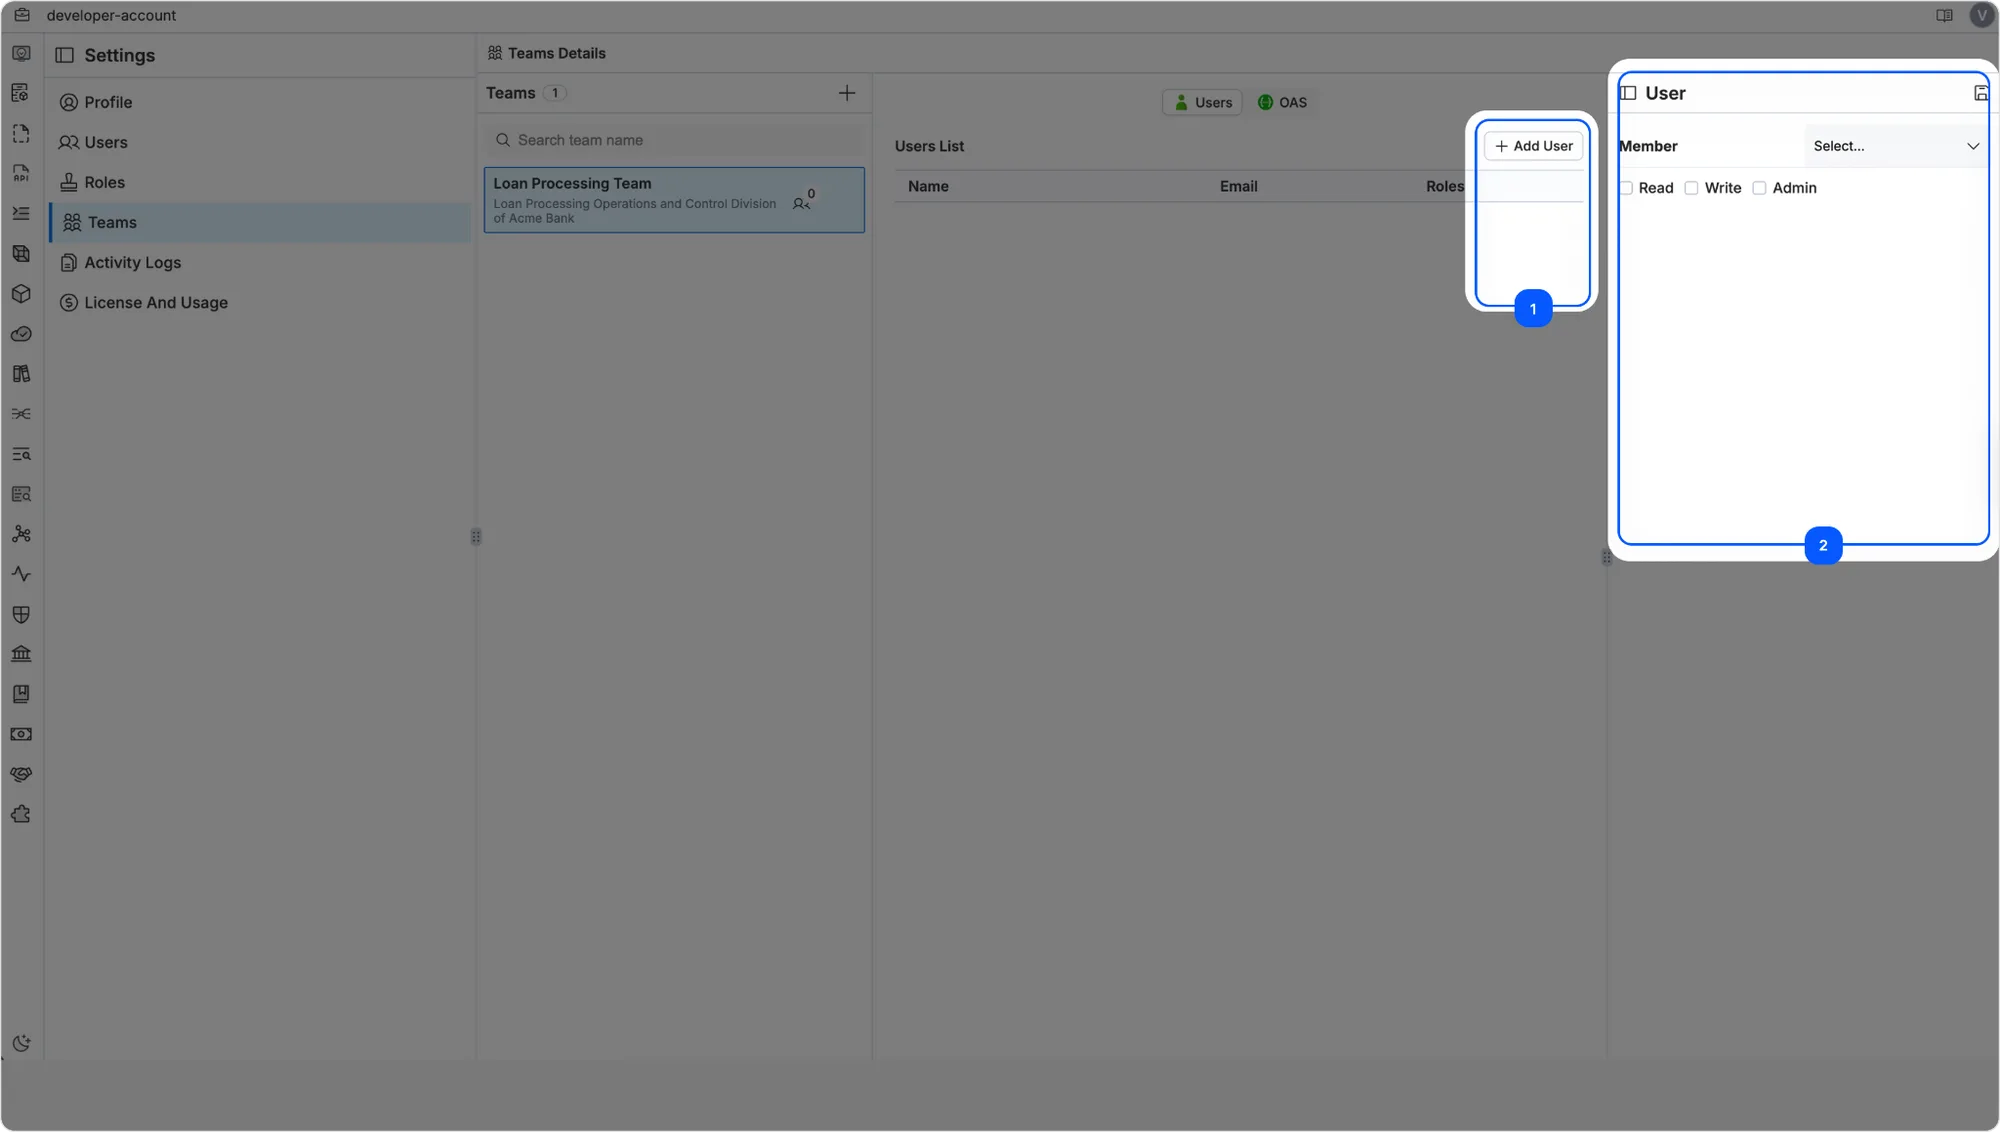 developer-account
V
Settings
Profile
Users
Roles
Teams
Activity Logs
License And Usage
API
Teams Details
Teams 1
Search team name
Loan Processing Team
Loan Processing Operations and Control Division
of Acme Bank
0
Users
OAS
Users List
+ Add User
Name Email Roles
1
User
Member Select...
Read Write Admin
2